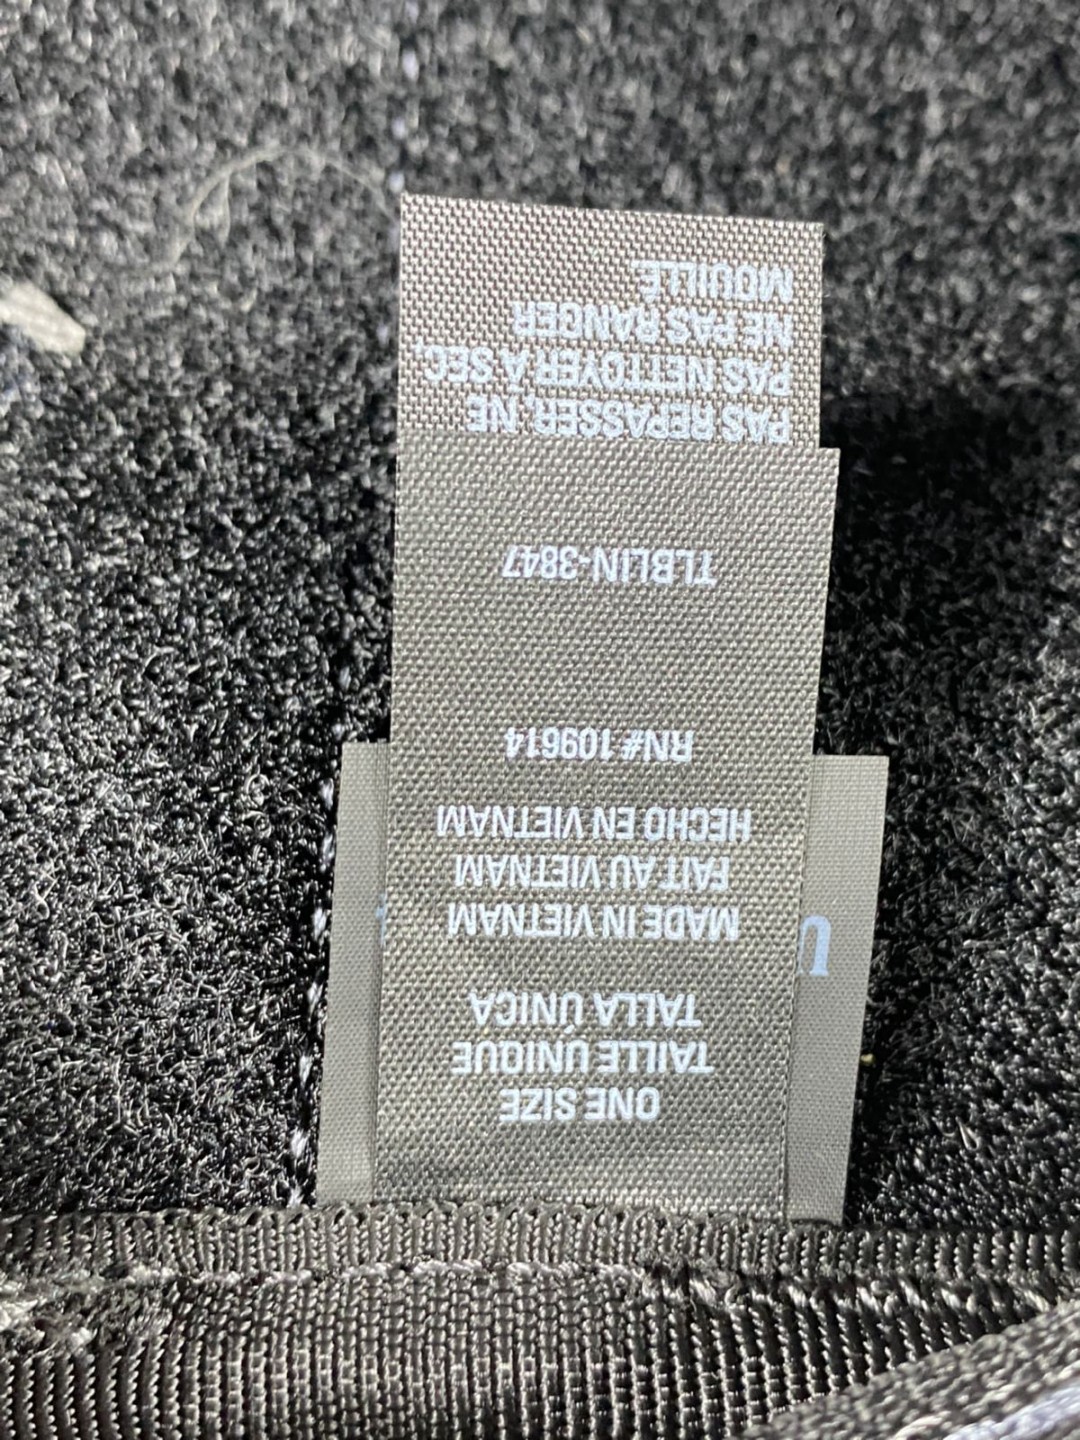 ONE SIZE
TAILLE UNIQUE
TALLA ÚNICA
MADE IN VIETNAM
FAIT AU VIETNAM
HECHO EN VIETNAM
RN# 109614
TLBLIN-3847
PAS REPASSER, NE
PAS NETTOYER À SEC,
NE PAS RANGER
MOUILLÉ